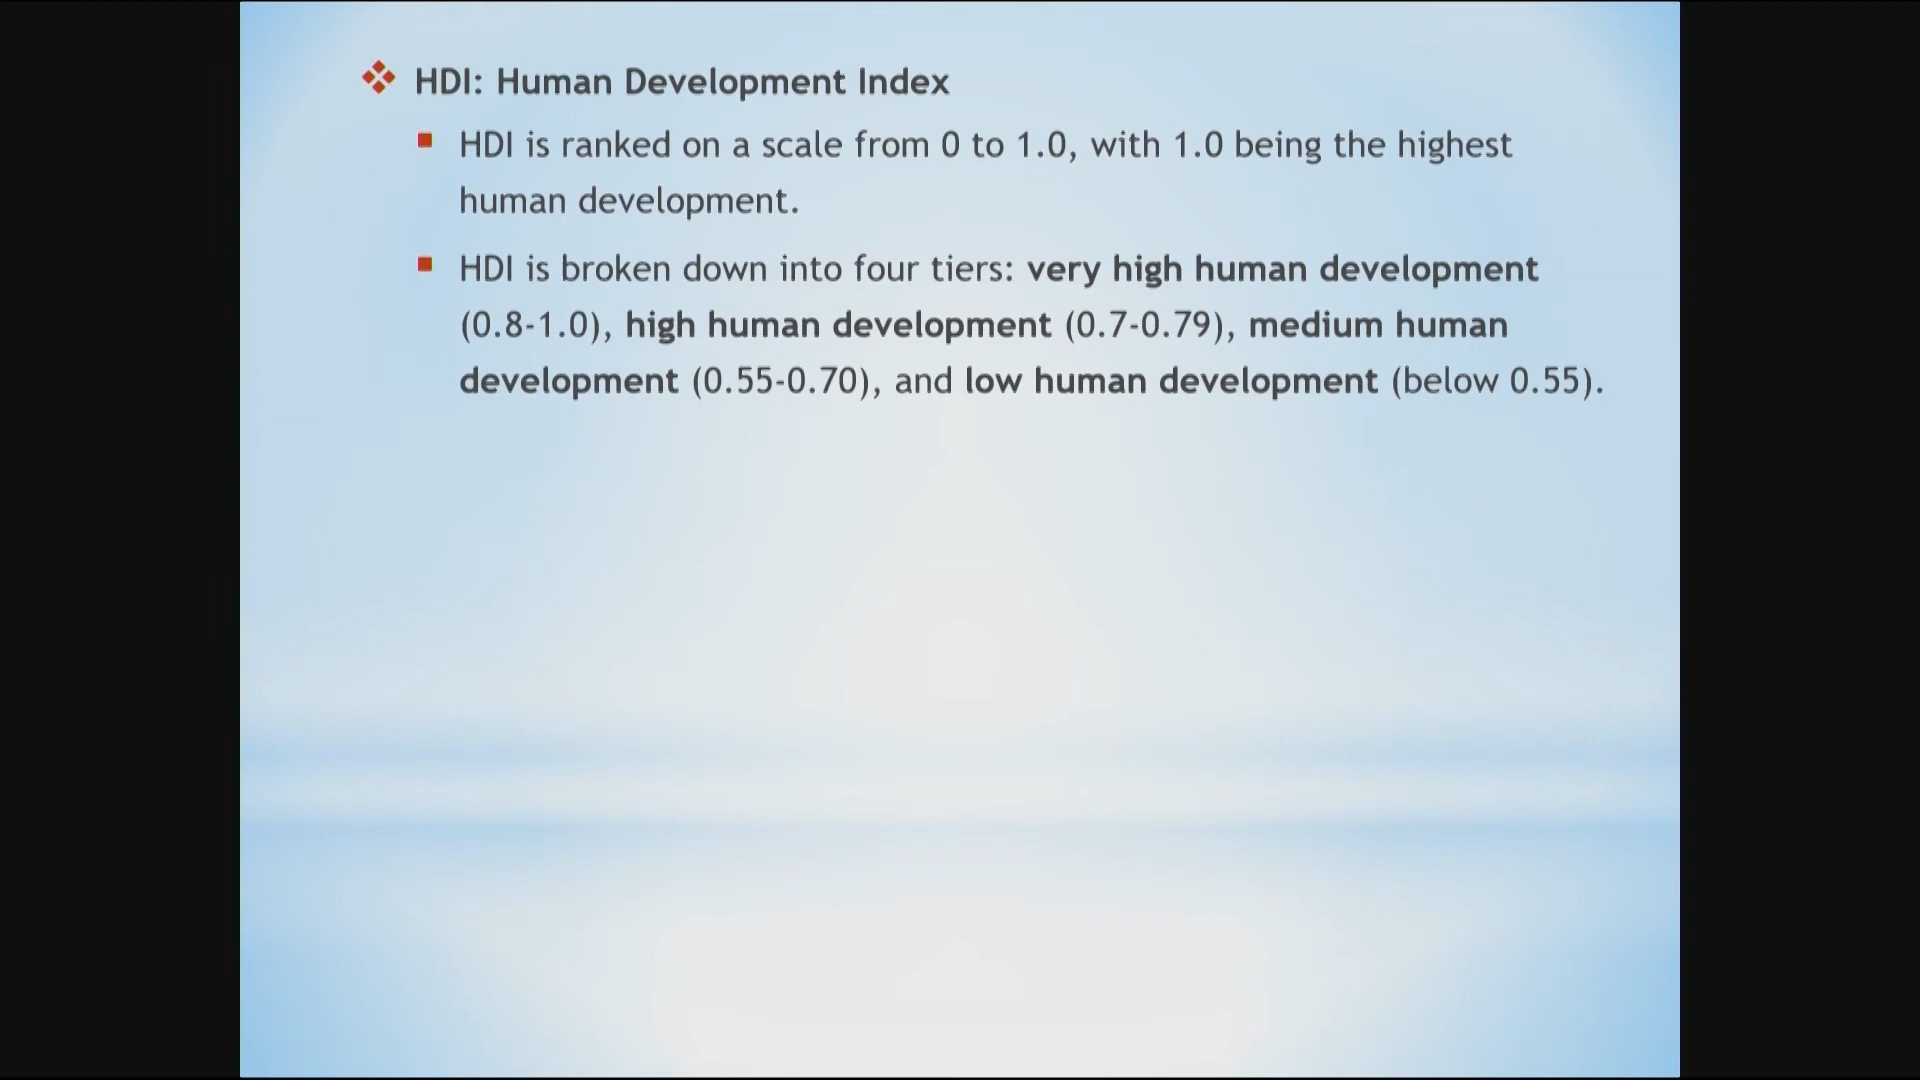 HDI: Human Development Index
HDI is ranked on a scale from 0 to 1.0, with 1.0 being the highest
human development.
HDI is broken down into four tiers: very high human development
(0.8-1.0), high human development (0.7-0.79), medium human
development (0.55-0.70), and low human development (below 0.55).